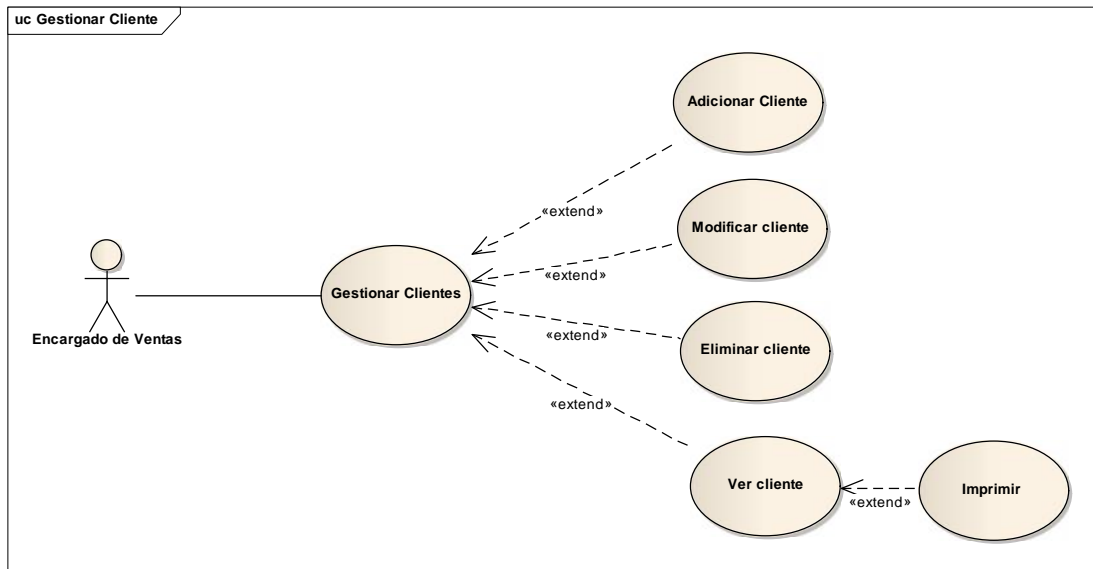 uc Gestionar Cliente
Adicionar Cliente
«extend»
Modificar cliente
«extend»
Gestionar Clientes
Encargado de Ventas
«extend»
Eliminar cliente
«extend»
Ver cliente
«extend»
Imprimir